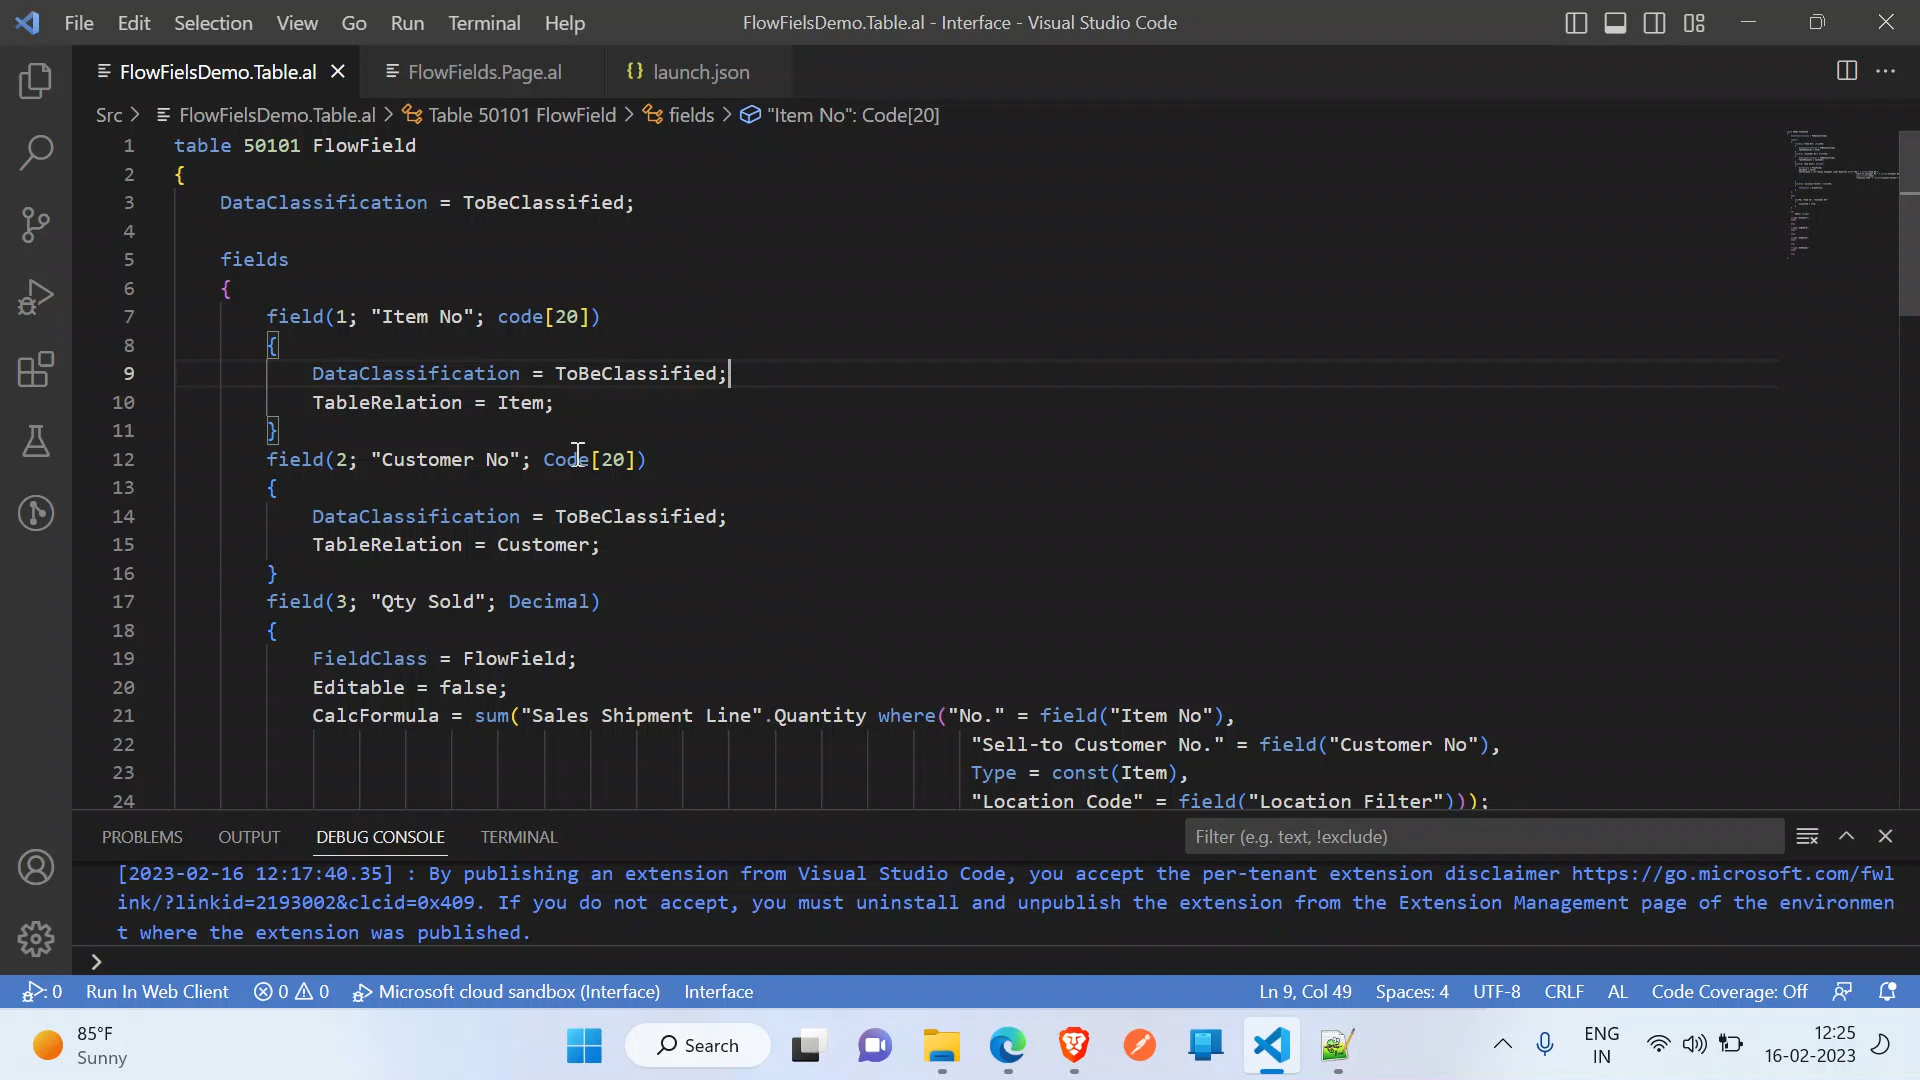 File Edit Selection View Go Run Terminal Help
FlowFielsDemo.Table.al - Interface - Visual Studio Code
FlowFielsDemo.Table.al
FlowFields.Page.al
{} launch.json
Src > FlowFielsDemo.Table.al > Table 50101 FlowField > fields > "Item No": Code[20]
1 table 50101 FlowField
2 {
3 DataClassification = ToBeClassified;
4
5 fields
6 {
7 field(1; "Item No"; code[20])
8 {
9 DataClassification = ToBeClassified;
10 TableRelation = Item;
11 }
12 field(2; "Customer No"; Code[20])
13 {
14 DataClassification = ToBeClassified;
15 TableRelation = Customer;
16 }
17 field(3; "Qty Sold"; Decimal)
18 {
19 FieldClass = FlowField;
20 Editable = false;
21 CalcFormula = sum("Sales Shipment Line".Quantity where("No." = field("Item No"),
22 "Sell-to Customer No." = field("Customer No"),
23 Type = const(Item),
24 "Location Code" = field("Location Filter")));
PROBLEMS OUTPUT DEBUG CONSOLE TERMINAL
Filter (e.g. text, !exclude)
[2023-02-16 12:17:40.35] : By publishing an extension from Visual Studio Code, you accept the per-tenant extension disclaimer https://go.microsoft.com/fwl
ink/?linkid=2193002&clcid=0x409. If you do not accept, you must uninstall and unpublish the extension from the Extension Management page of the environmen
t where the extension was published.
>
: 0 Run In Web Client 0 0 Microsoft cloud sandbox (Interface) Interface
Ln 9, Col 49 Spaces: 4 UTF-8 CRLF AL Code Coverage: Off
85°F
Sunny
Search
ENG
IN
12:25
16-02-2023